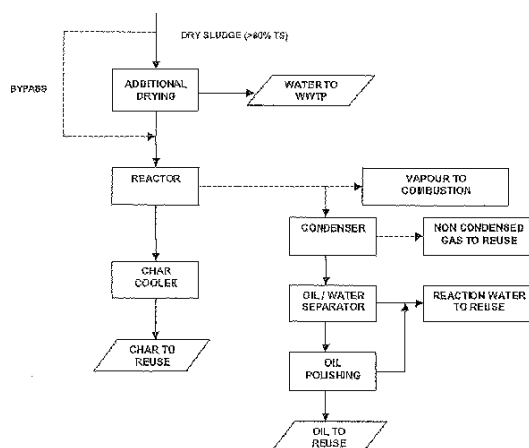 DRY SLUDGE (>80% TS)
BYPASS
ADDITIONAL
DRYING
WATER TO
WWTP
REACTOR
VAPOUR TO
COMBUSTION
CONDENSER
NON CONDENSED
GAS TO REUSE
CHAR
COOLER
OIL / WATER
SEPARATOR
REACTION WATER
TO REUSE
CHAR TO
REUSE
OIL
POLISHING
OIL TO
REUSE